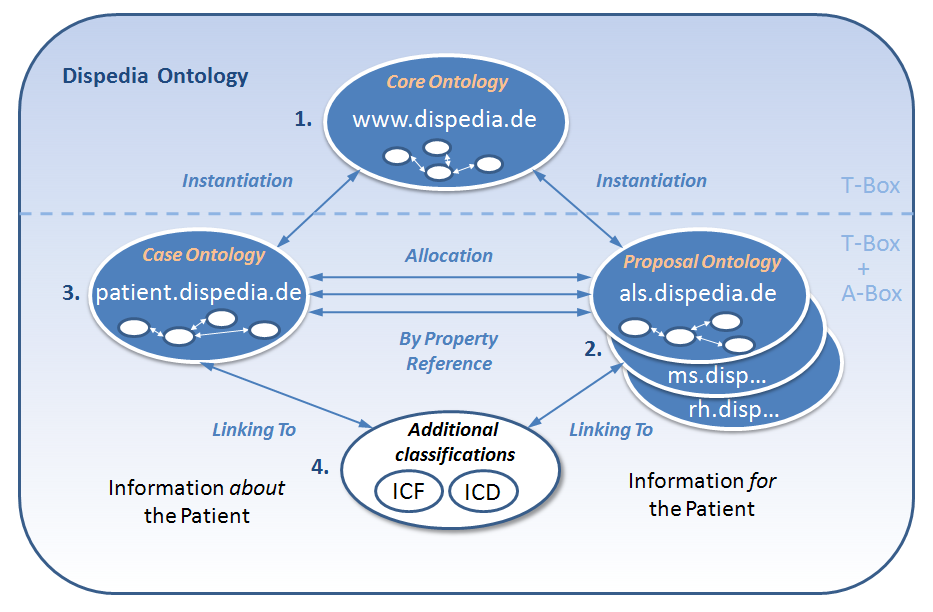 Dispedia Ontology
Core Ontology
1.
www.dispedia.de
Instantiation
Instantiation
T-Box
T-Box
+
A-Box
Case Ontology
3.
patient.dispedia.de
Allocation
By Property
Reference
Proposal Ontology
als.dispedia.de
2.
ms.disp...
rh.disp...
Linking To
Linking To
4.
Additional
classifications
ICF
ICD
Information about
the Patient
Information for
the Patient